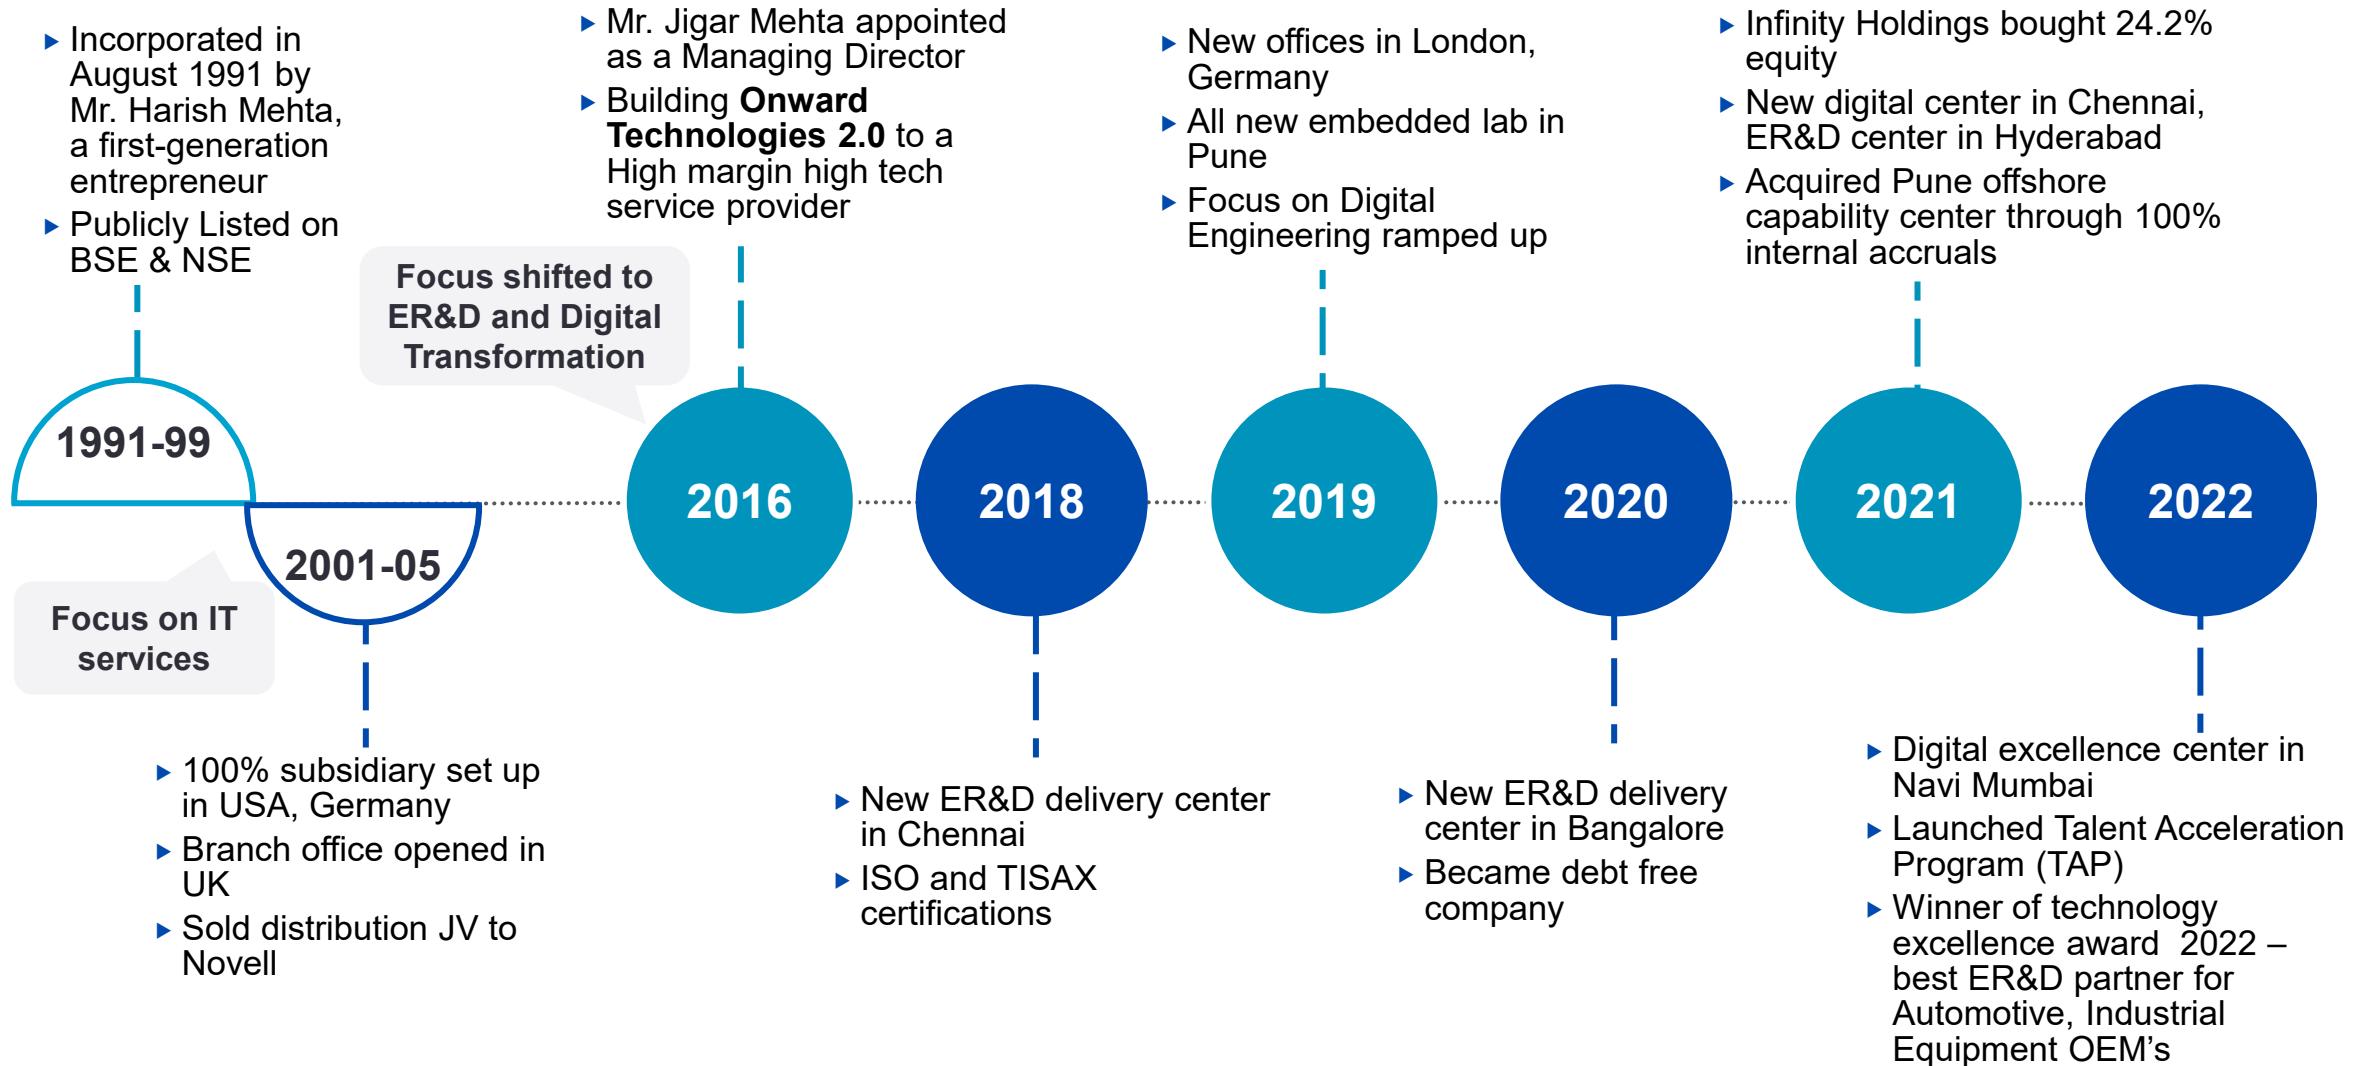 Incorporated in
August 1991 by
Mr. Harish Mehta,
a first-generation
entrepreneur
Publicly Listed on
BSE & NSE
1991-99
Focus on IT
services
2001-05
100% subsidiary set up
in USA, Germany
Branch office opened in
UK
Sold distribution JV to
Novell
Mr. Jigar Mehta appointed
as a Managing Director
Building Onward
Technologies 2.0 to a
High margin high tech
service provider
Focus shifted to
ER&D and Digital
Transformation
2016
2018
New ER&D delivery center
in Chennai
ISO and TISAX
certifications
New offices in London,
Germany
All new embedded lab in
Pune
Focus on Digital
Engineering ramped up
2019
2020
New ER&D delivery
center in Bangalore
Became debt free
company
Infinity Holdings bought 24.2%
equity
New digital center in Chennai,
ER&D center in Hyderabad
Acquired Pune offshore
capability center through 100%
internal accruals
2021
2022
Digital excellence center in
Navi Mumbai
Launched Talent Acceleration
Program (TAP)
Winner of technology
excellence award  2022 –
best ER&D partner for
Automotive, Industrial
Equipment OEM’s